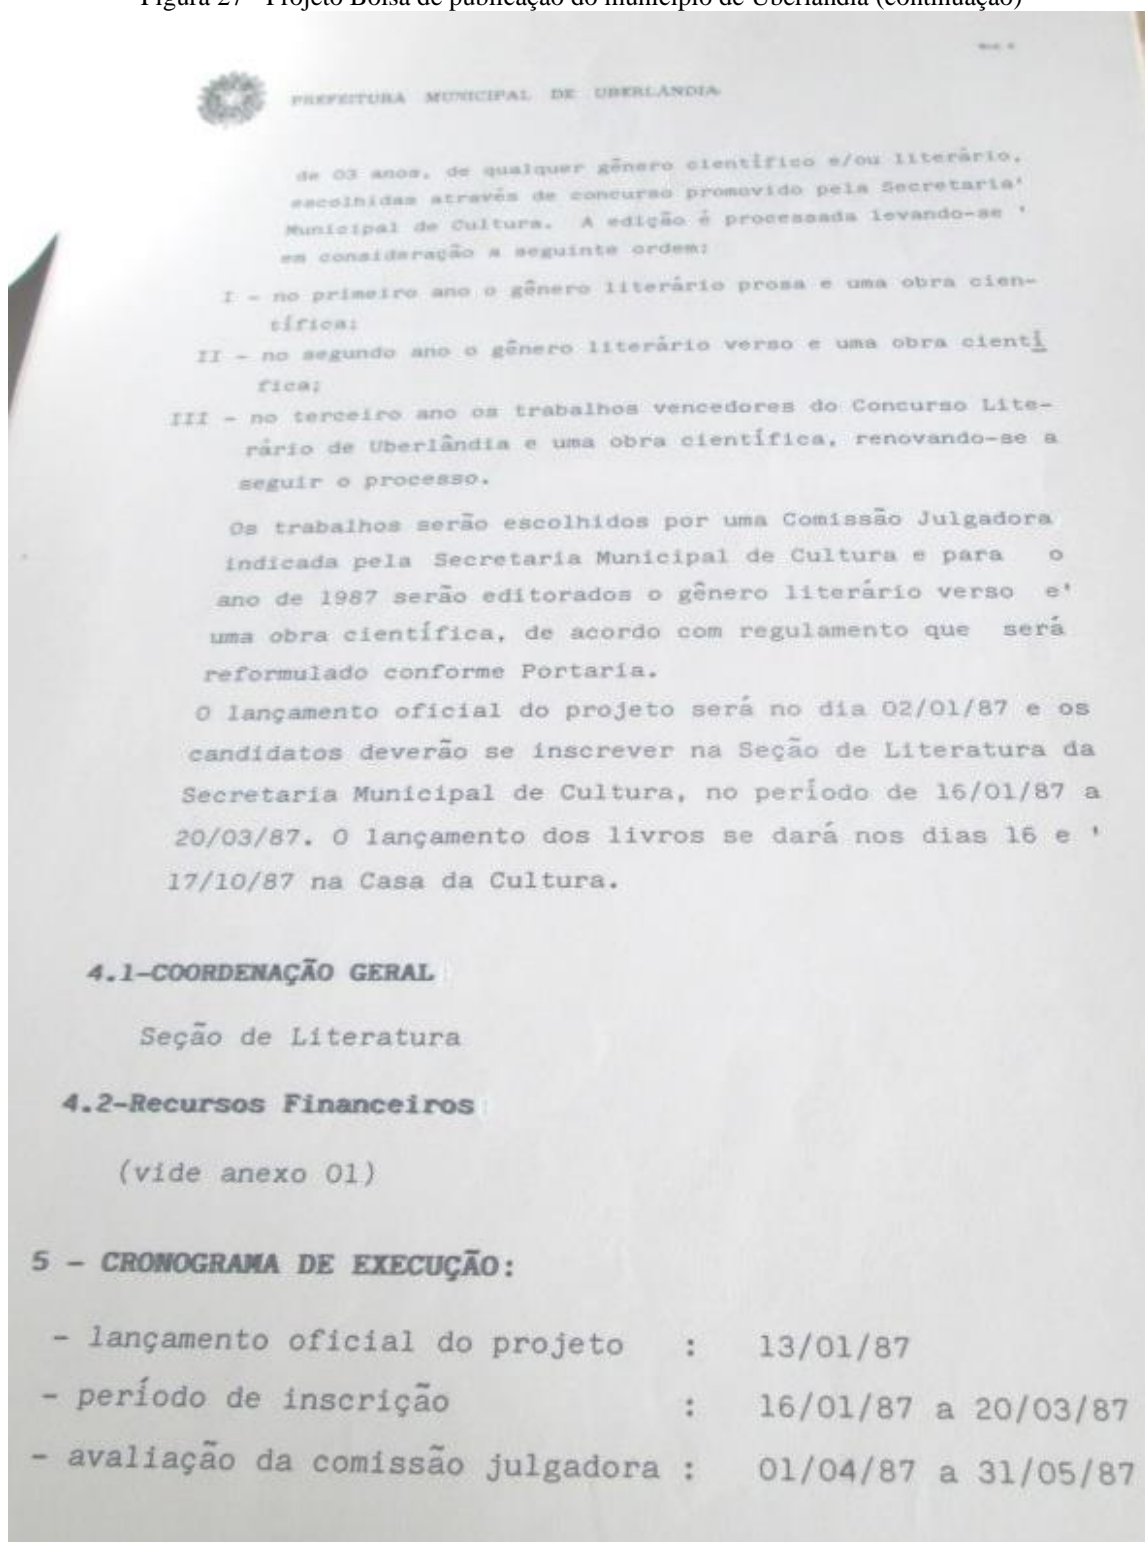 Figura 27 - Projeto Bolsa de publicação do município de Uberlândia (continuação)
PREFEITURA MUNICIPAL DE UBERLÂNDIA
de 03 anos, de qualquer gênero científico e/ou literário,
escolhidas através de concurso promovido pela Secretaria'
Municipal de Cultura. A edição é processada levando-se '
em consideração a seguinte ordem:
I - no primeiro ano o gênero literário prosa e uma obra cien-
tífica;
II - no segundo ano o gênero literário verso e uma obra cientí
fica;
III - no terceiro ano os trabalhos vencedores do Concurso Lite-
rário de Uberlândia e uma obra científica, renovando-se a
seguir o processo.
Os trabalhos serão escolhidos por uma Comissão Julgadora
indicada pela Secretaria Municipal de Cultura e para o
ano de 1987 serão editorados o gênero literário verso e'
uma obra científica, de acordo com regulamento que será
reformulado conforme Portaria.
O lançamento oficial do projeto será no dia 02/01/87 e os
candidatos deverão se inscrever na Seção de Literatura da
Secretaria Municipal de Cultura, no período de 16/01/87 a
20/03/87. O lançamento dos livros se dará nos dias 16 e '
17/10/87 na Casa da Cultura.
4.1-COORDENAÇÃO GERAL
Seção de Literatura
4.2-Recursos Financeiros
(vide anexo 01)
5 - CRONOGRAMA DE EXECUÇÃO:
- lançamento oficial do projeto : 13/01/87
- período de inscrição : 16/01/87 a 20/03/87
- avaliação da comissão julgadora : 01/04/87 a 31/05/87